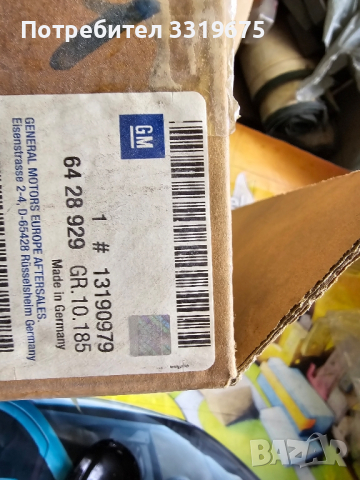 Потребител 3319675
GM
1 # 13190979
64 28 929 GR.10.185
Made in Germany
GENERAL MOTORS EUROPE AFTERSALES.
Eisenstrasse 2-4, D-65428 Rüsselsheim Germany
BAZAR